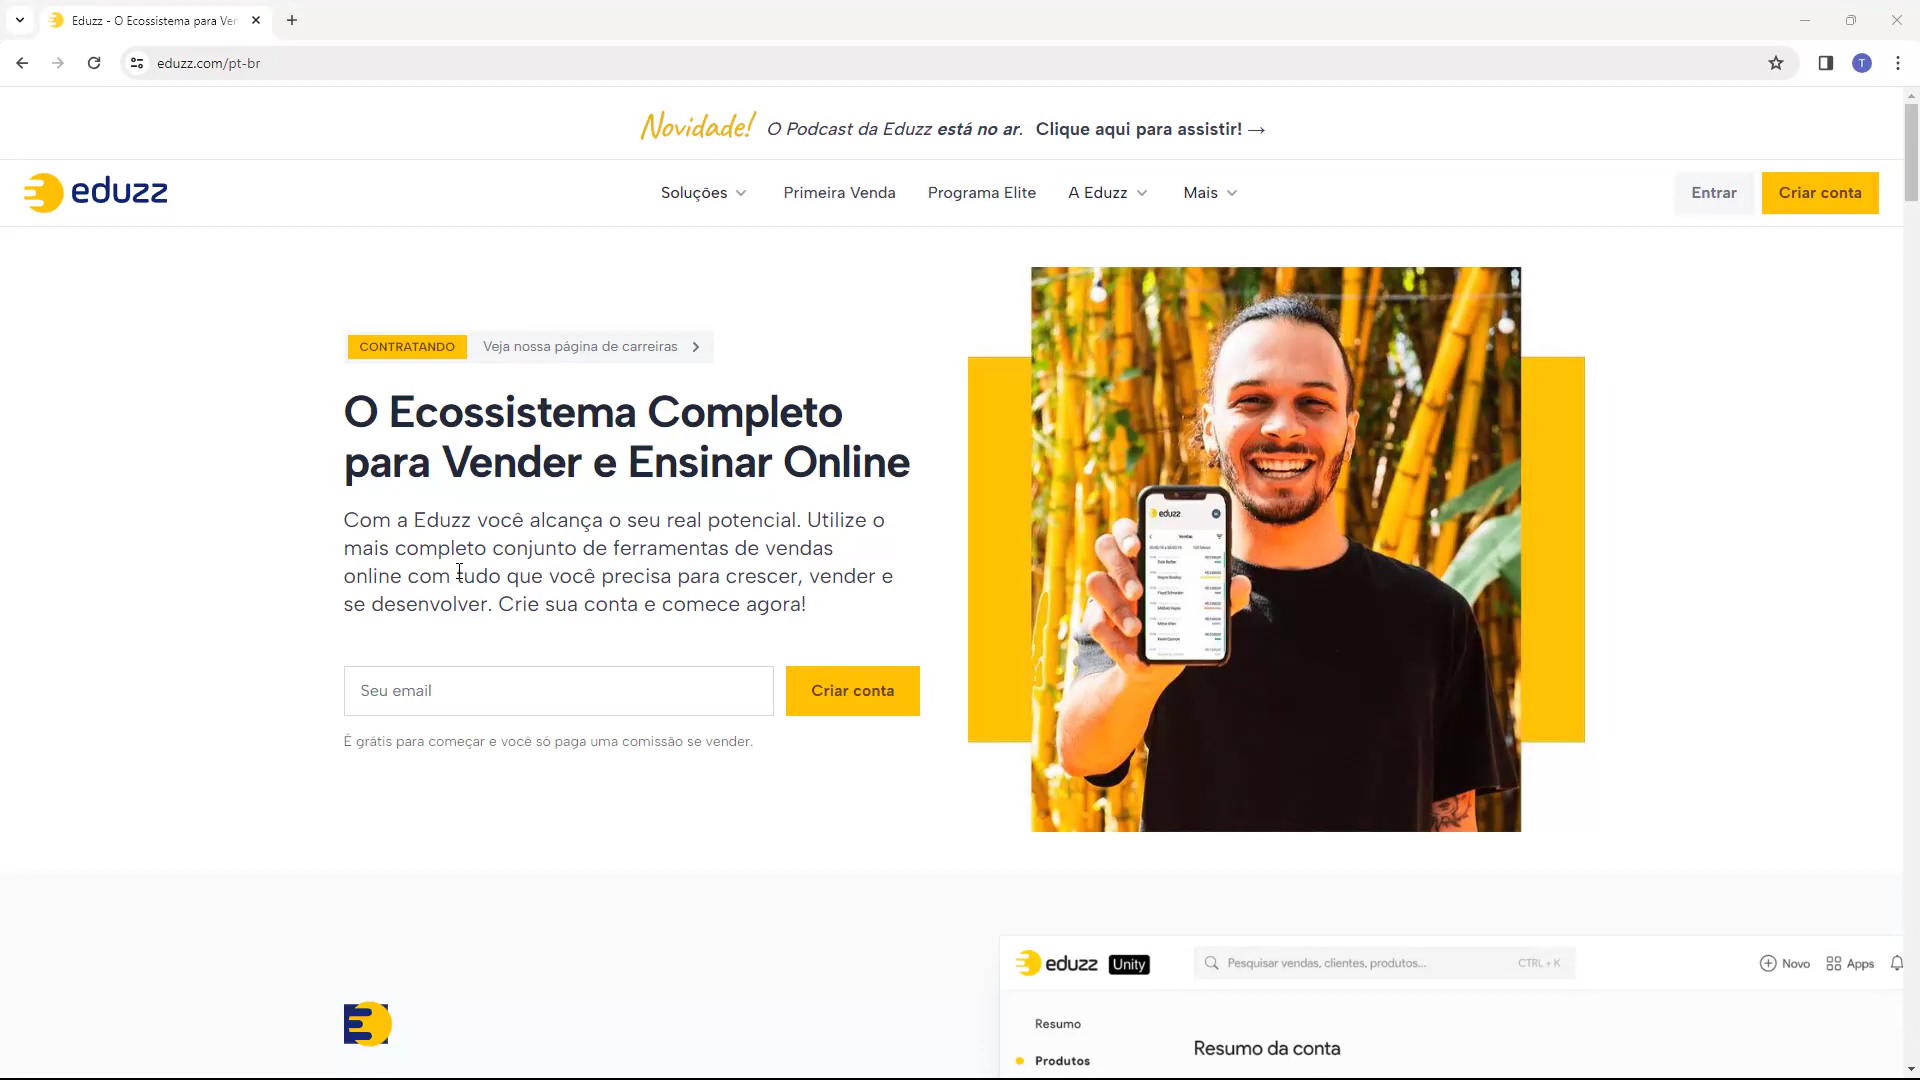 Eduzz - O Ecossistema para Ver
eduzz.com/pt-br
T
Novidade! O Podcast da Eduzz está no ar. Clique aqui para assistir! →
eduzz
Soluções
Primeira Venda
Programa Elite
A Eduzz
Mais
Entrar
Criar conta
CONTRATANDO Veja nossa página de carreiras
O Ecossistema Completo
para Vender e Ensinar Online
Com a Eduzz você alcança o seu real potencial. Utilize o
mais completo conjunto de ferramentas de vendas
online com tudo que você precisa para crescer, vender e
se desenvolver. Crie sua conta e comece agora!
Seu email
Criar conta
É grátis para começar e você só paga uma comissão se vender.
eduzz
Vendas
eduzz Unity
Pesquisar vendas, clientes, produtos... CTRL + K
Novo
Apps
Resumo
Produtos
Resumo da conta